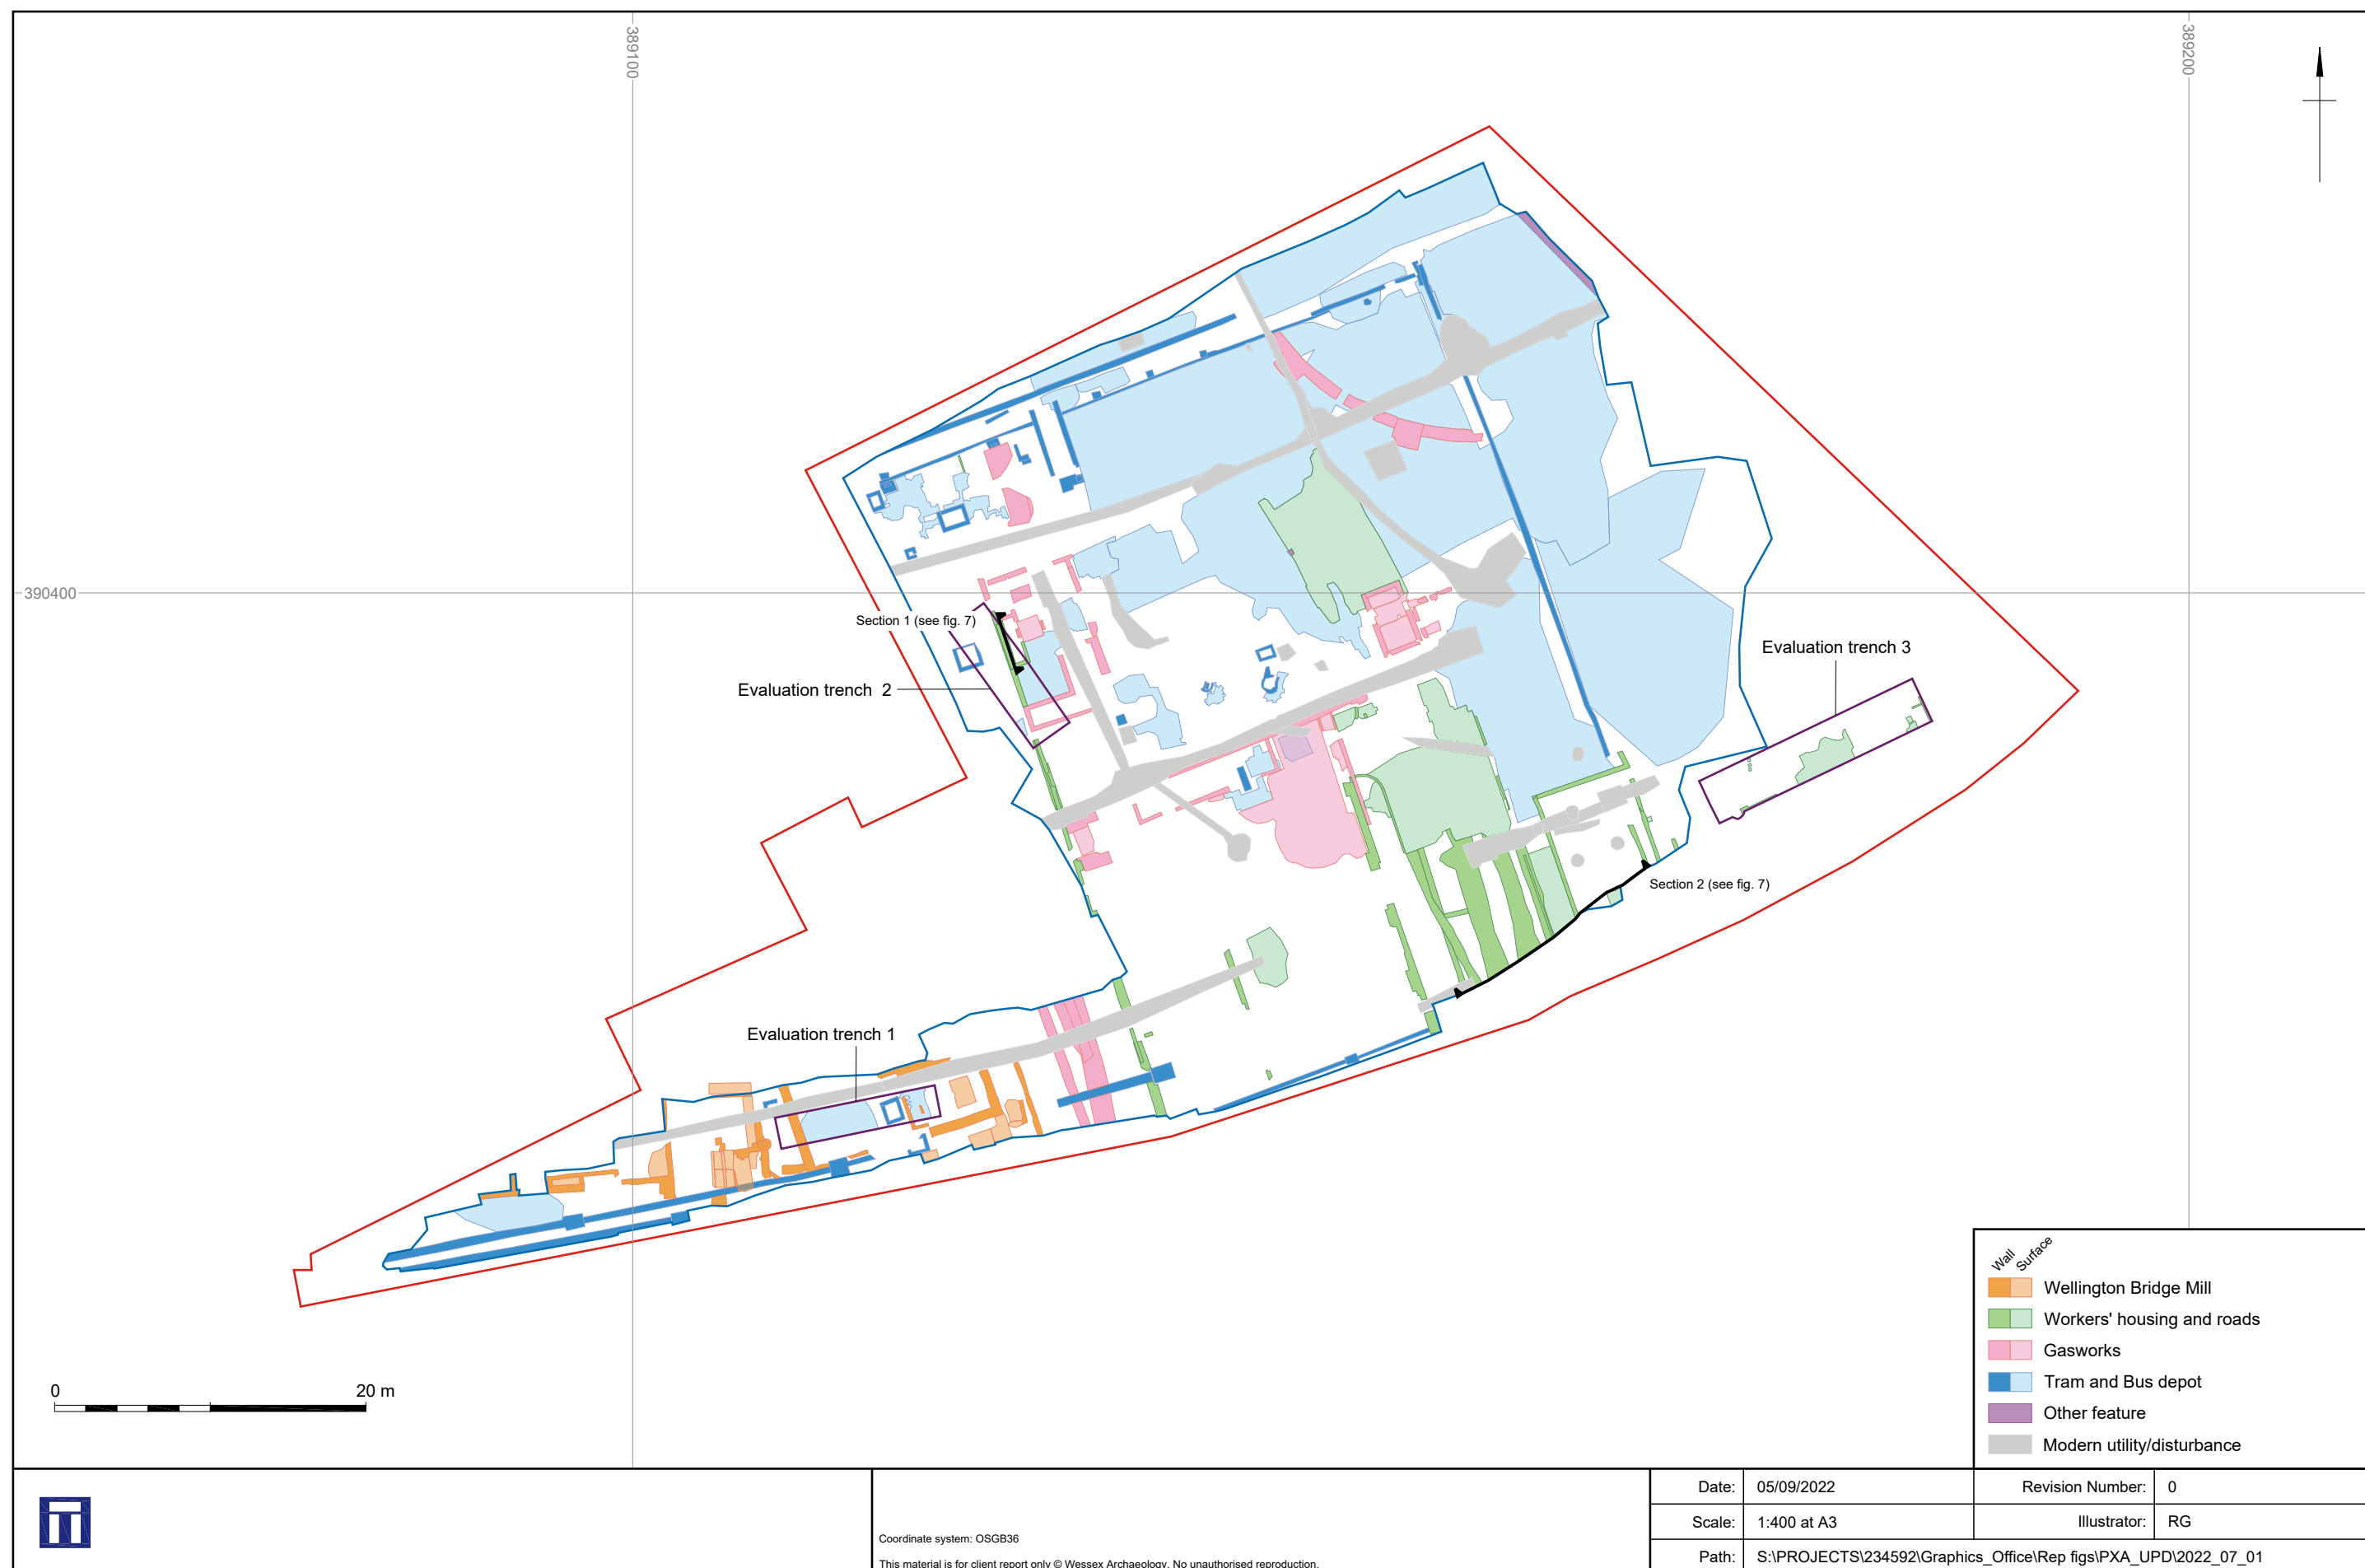 389100
389200
390400
Section 1 (see fig. 7)
Evaluation trench 2
Evaluation trench 3
Section 2 (see fig. 7)
Evaluation trench 1
0 20 m
Wall Surface
Wellington Bridge Mill
Workers' housing and roads
Gasworks
Tram and Bus depot
Other feature
Modern utility/disturbance
Coordinate system: OSGB36
This material is for client report only © Wessex Archaeology. No unauthorised reproduction.
Date: 05/09/2022 Revision Number: 0
Scale: 1:400 at A3 Illustrator: RG
Path: S:\PROJECTS\234592\Graphics_Office\Rep figs\PXA_UPD\2022_07_01